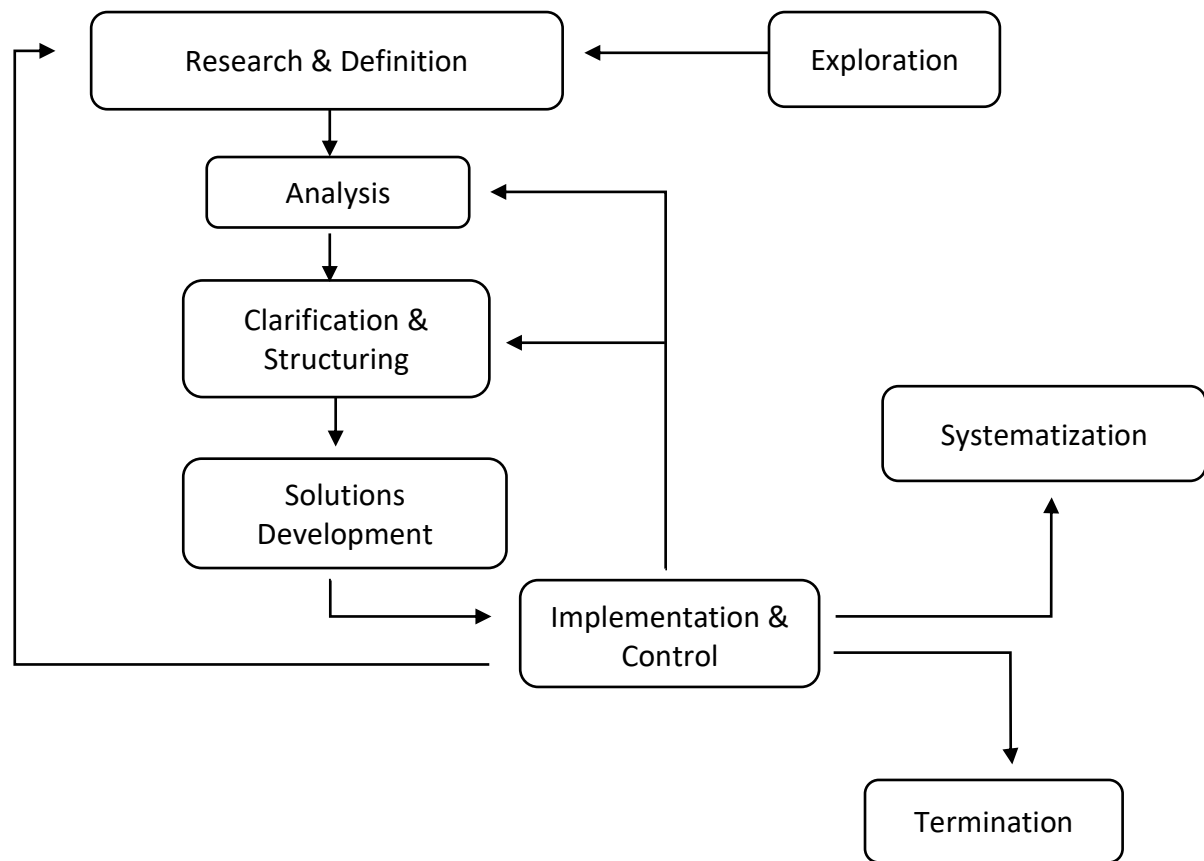 Research & Definition
Exploration
Analysis
Clarification &
Structuring
Systematization
Solutions
Development
Implementation &
Control
Termination